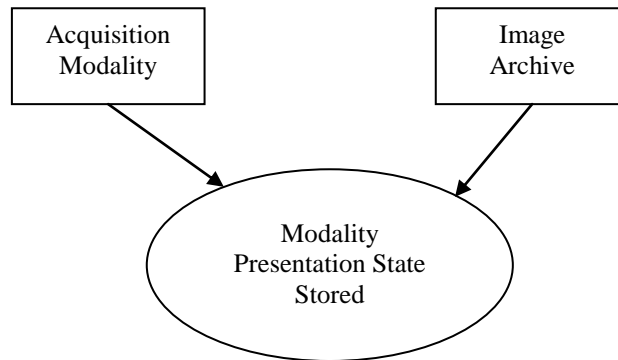 Acquisition
Modality
Image
Archive
Modality
Presentation State
Stored